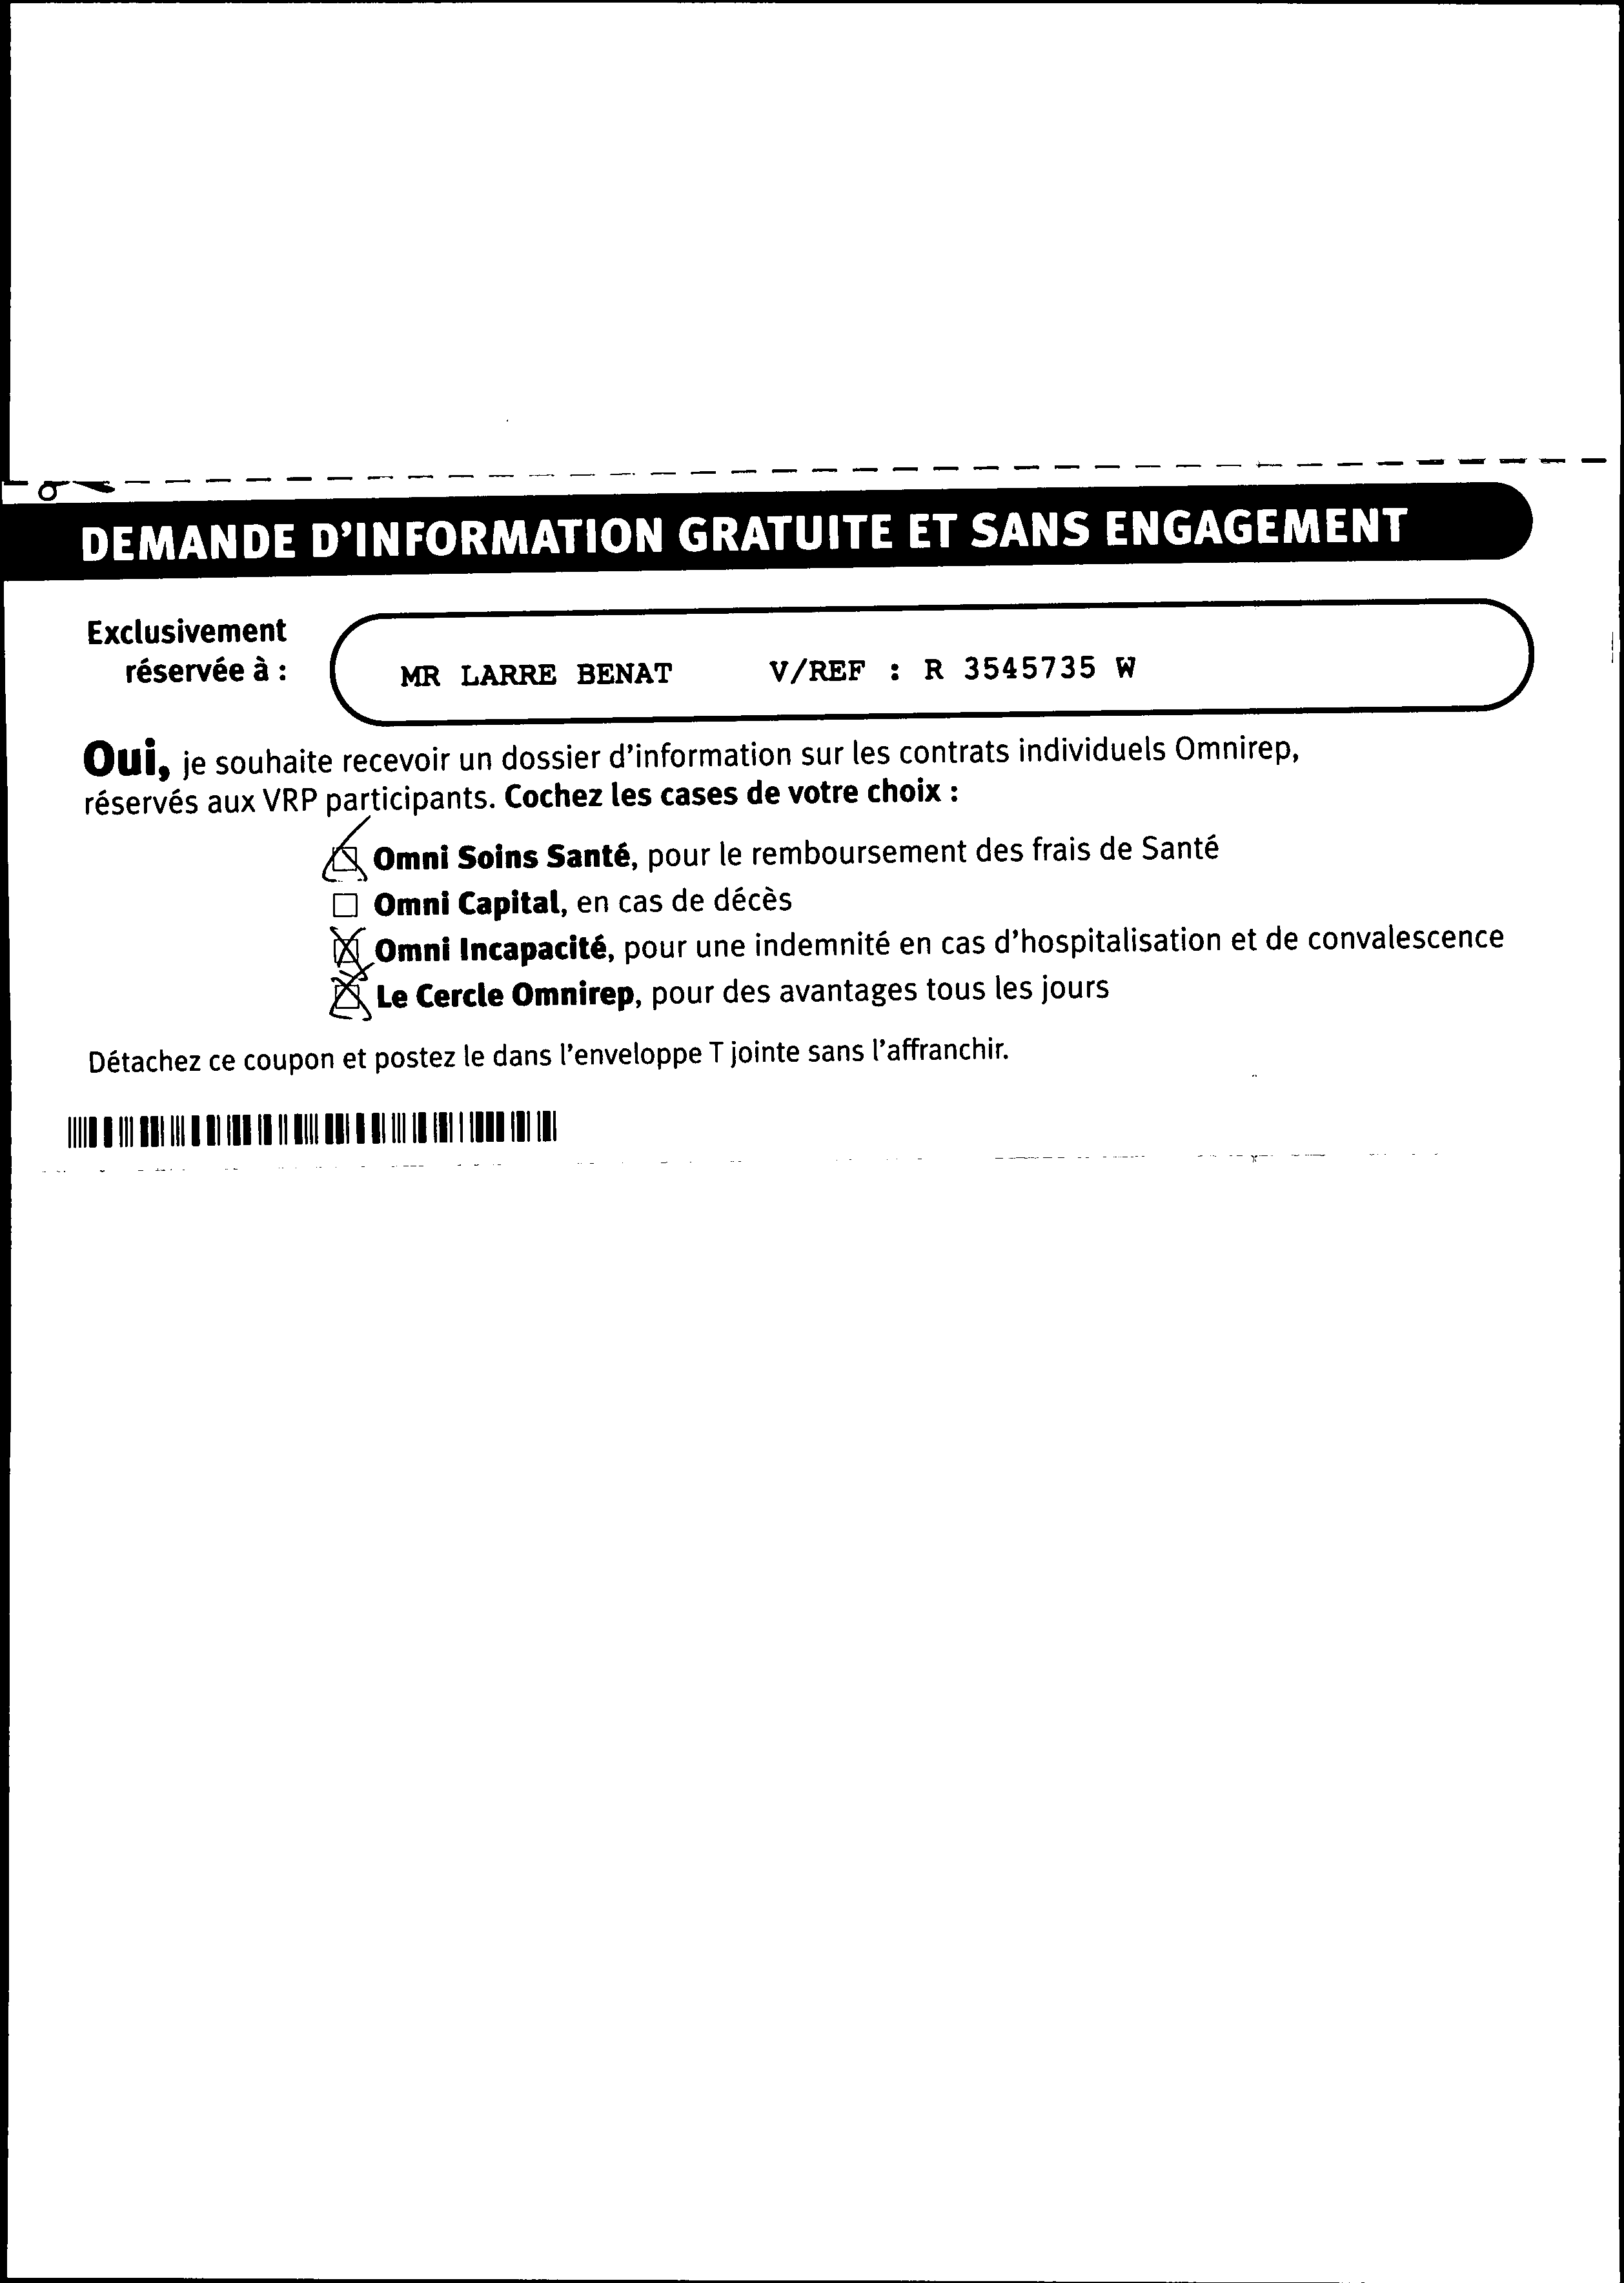 DEMANDE D'INFORMATION GRATUITE ET SANS ENGAGEMENT
Exclusivement
réservée à :
MR LARRE BENAT V/REF : R 3545735 W
Oui, je souhaite recevoir un dossier d'information sur les contrats individuels Omnirep,
réservés aux VRP participants. Cochez les cases de votre choix :
Omni Soins Santé, pour le remboursement des frais de Santé
Omni Capital, en cas de décès
Omni Incapacité, pour une indemnité en cas d'hospitalisation et de convalescence
Le Cercle Omnirep, pour des avantages tous les jours
Détachez ce coupon et postez le dans l'enveloppe T jointe sans l'affranchir.